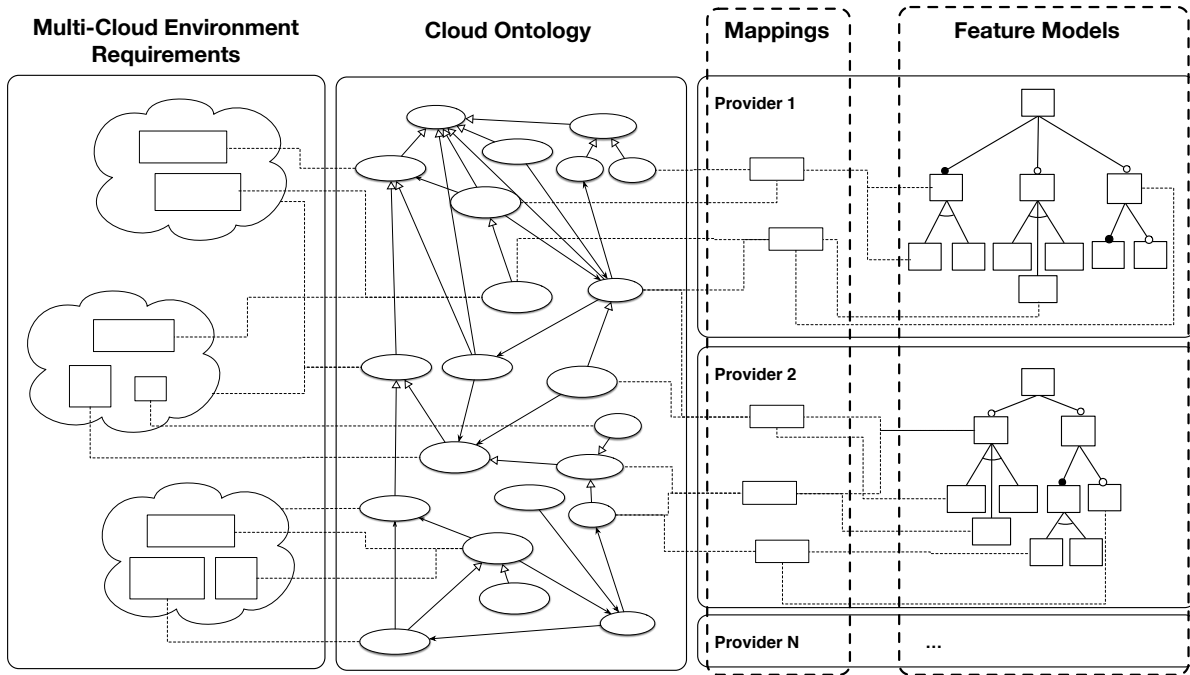 Multi-Cloud Environment
Requirements
Cloud Ontology
Mappings
Feature Models
Provider 1
Provider 2
Provider N
...